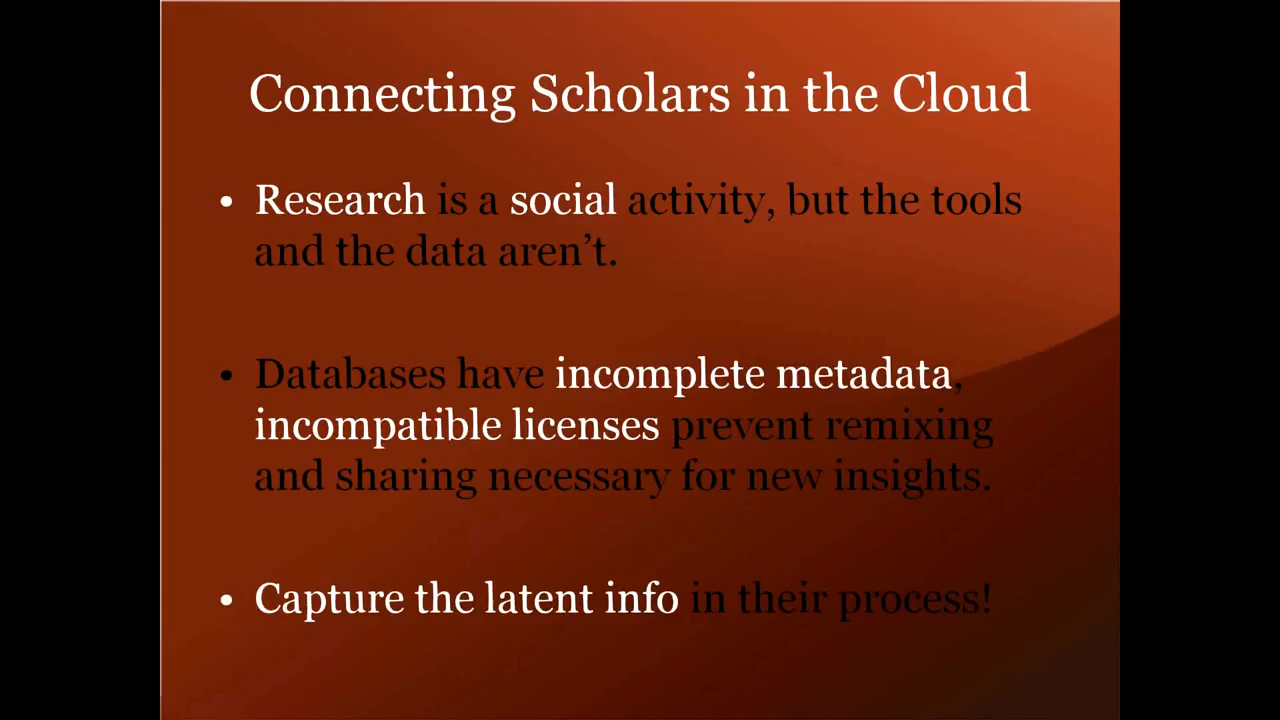 Connecting Scholars in the Cloud
• Research is a social activity, but the tools
and the data aren’t.
• Databases have incomplete metadata,
incompatible licenses prevent remixing
and sharing necessary for new insights.
• Capture the latent info in their process!